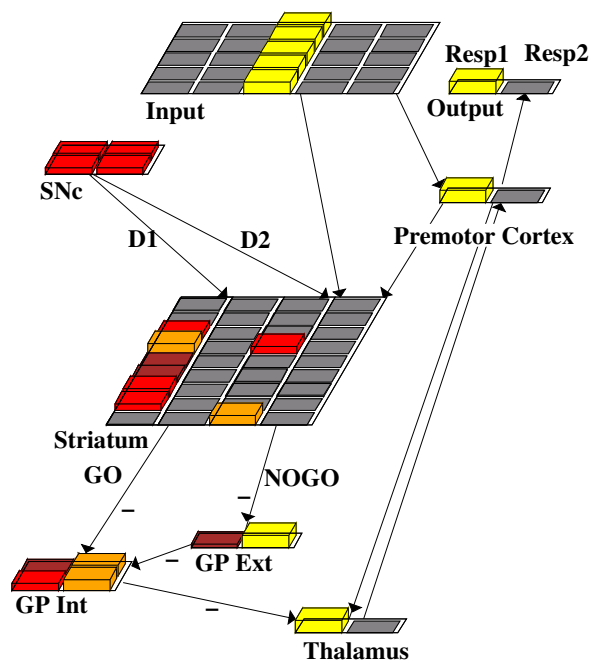 Resp1 Resp2
Input
Output
SNc
D1
D2
Premotor Cortex
Striatum
GO
NOGO
–
–
GP Ext
–
GP Int
–
Thalamus